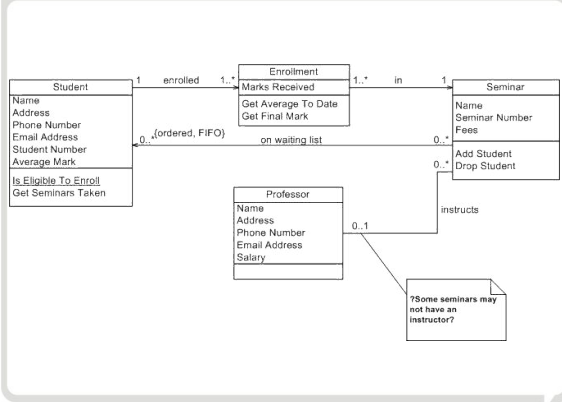 Student
Name
Address
Phone Number
Email Address
Student Number
Average Mark
Is Eligible To Enroll
Get Seminars Taken
1 enrolled 1..*
Enrollment
Marks Received
Get Average To Date
Get Final Mark
1..* in 1
Seminar
Name
Seminar Number
Fees
Add Student
Drop Student
{ordered, FIFO}
0..* on waiting list 0..*
0..*
instructs
Professor
Name
Address
Phone Number
Email Address
Salary
0..1
?Some seminars may
not have an
instructor?